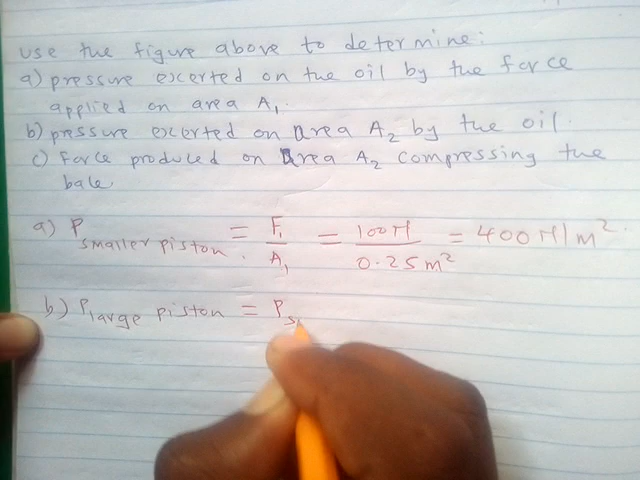 use the figure above to determine:
a) pressure excerted on the oil by the force
applied on area A₁.
b) pressure excerted on area A₂ by the oil.
c) Force produced on area A₂ compressing the
bale.
a) P smaller piston. = F₁/A₁ = 100N/0.25m² = 400N/m².
b) Plarge piston = Ps